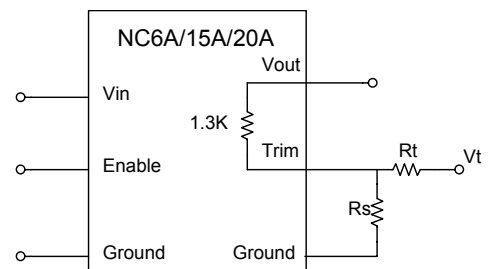 NC6A/15A/20A
Vout
Vin
1.3K
Trim
Rt
Vt
Enable
Rs
Ground
Ground